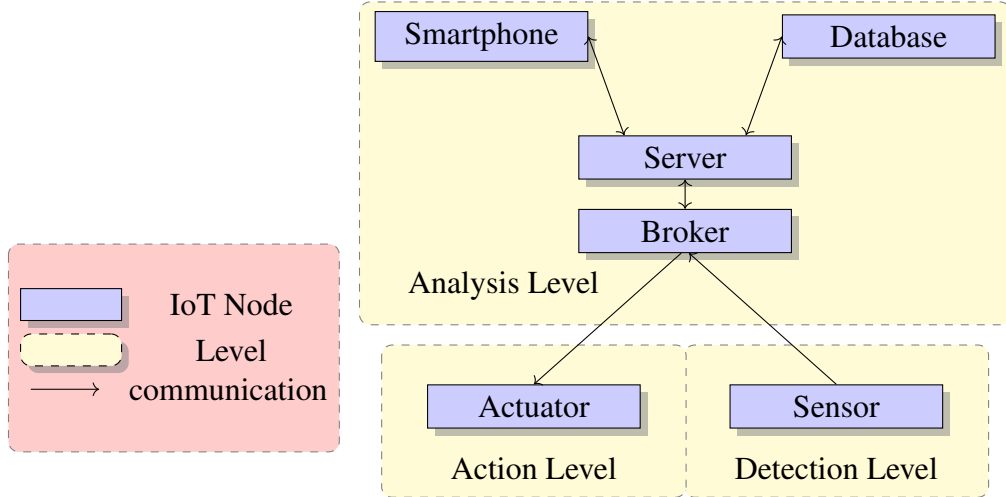 Smartphone
Database
Server
Broker
Analysis Level
IoT Node
Level
communication
Actuator
Sensor
Action Level
Detection Level